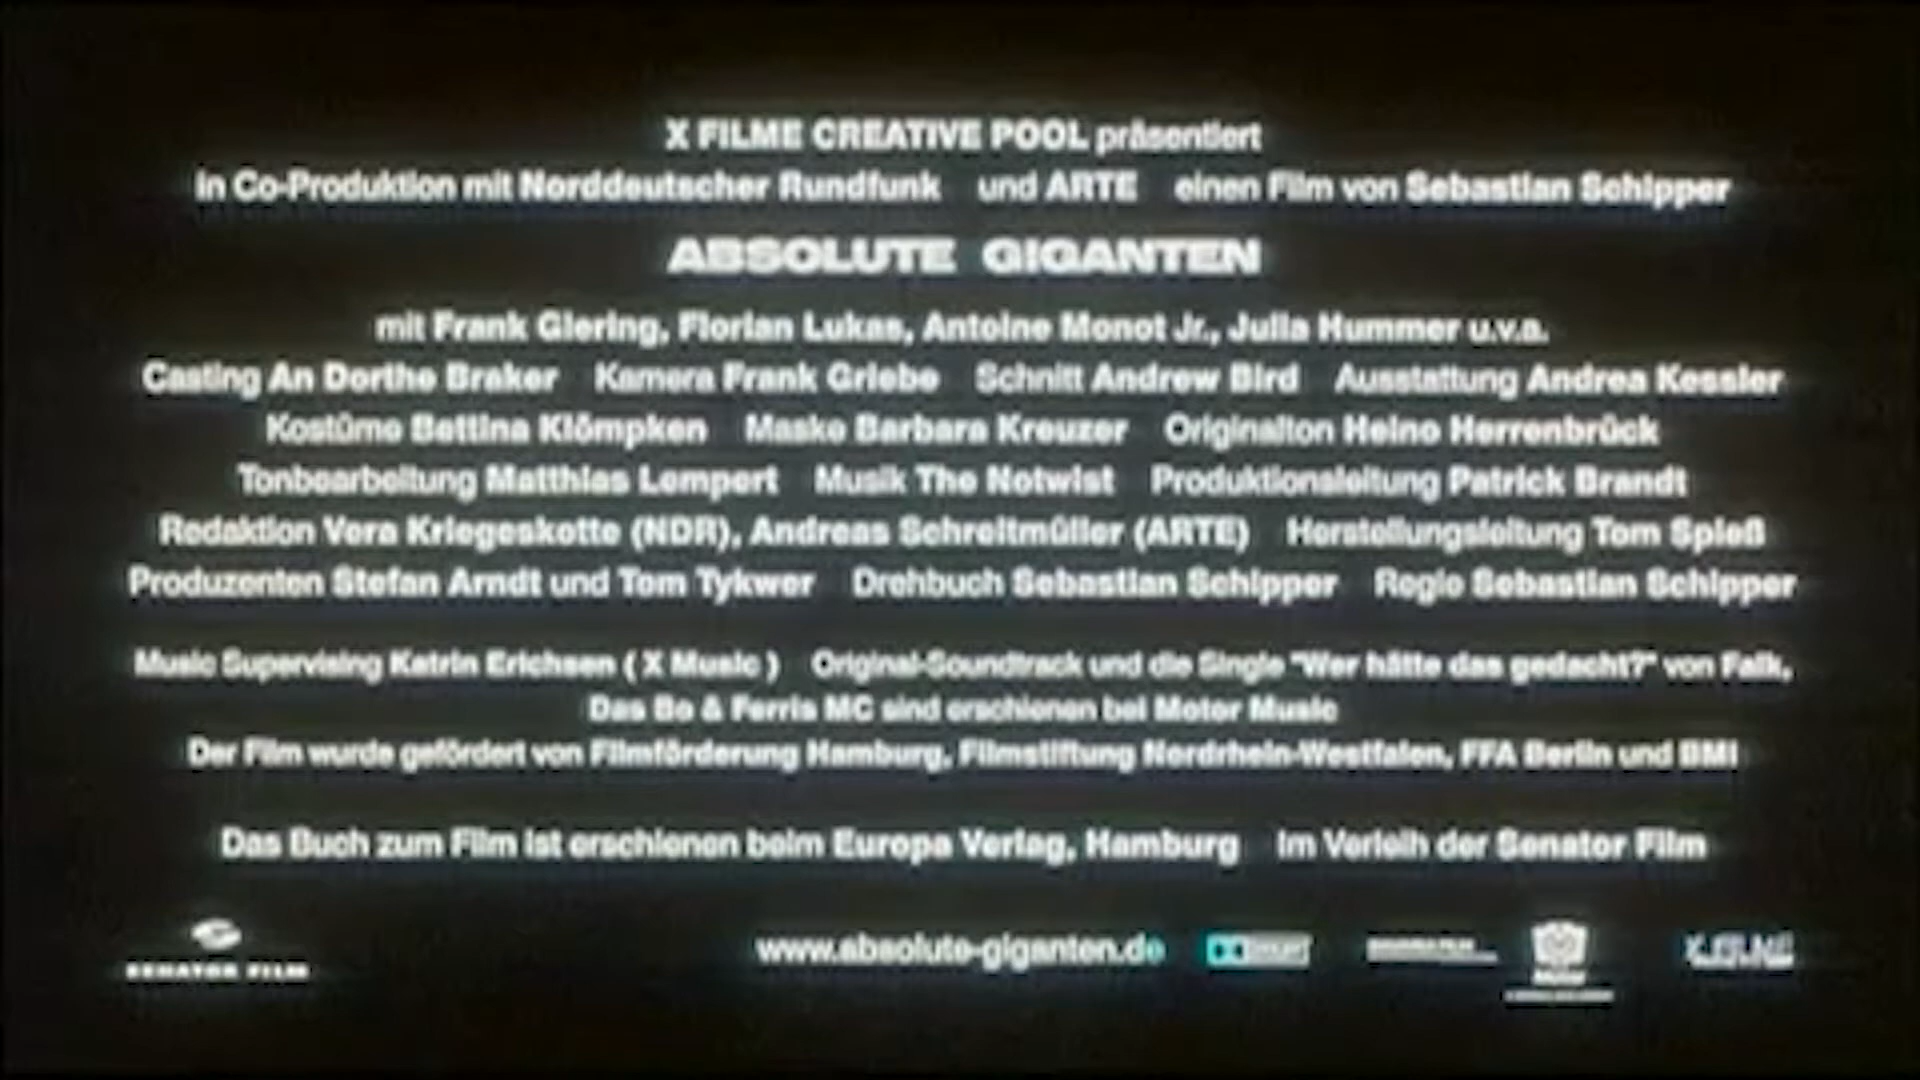 X FILME CREATIVE POOL präsentiert
in Co-Produktion mit Norddeutscher Rundfunk und ARTE einen Film von Sebastian Schipper
ABSOLUTE GIGANTEN
mit Frank Giering, Florian Lukas, Antoine Monot Jr., Julia Hummer u.v.a.
Casting An Dorthe Braker Kamera Frank Griebe Schnitt Andrew Bird Ausstattung Andrea Kessler
Kostüme Bettina Klömpken Maske Barbara Kreuzer Originalton Heino Herrenbrück
Tonbearbeitung Matthias Lempert Musik The Notwist Produktionsleitung Patrick Brandt
Redaktion Vera Kriegeskotte (NDR), Andreas Schreitmüller (ARTE) Herstellungsleitung Tom Spieß
Produzenten Stefan Arndt und Tom Tykwer Drehbuch Sebastian Schipper Regie Sebastian Schipper
Music Supervising Katrin Erichsen ( X Music ) Original-Soundtrack und die Single "Wer hätte das gedacht?" von Falk,
Das Bo & Ferris MC sind erschienen bei Motor Music
Der Film wurde gefördert von Filmförderung Hamburg, Filmstiftung Nordrhein-Westfalen, FFA Berlin und BMI
Das Buch zum Film ist erschienen beim Europa Verlag, Hamburg Im Verleih der Senator Film
SENATOR FILM www.absolute-giganten.de X FILME